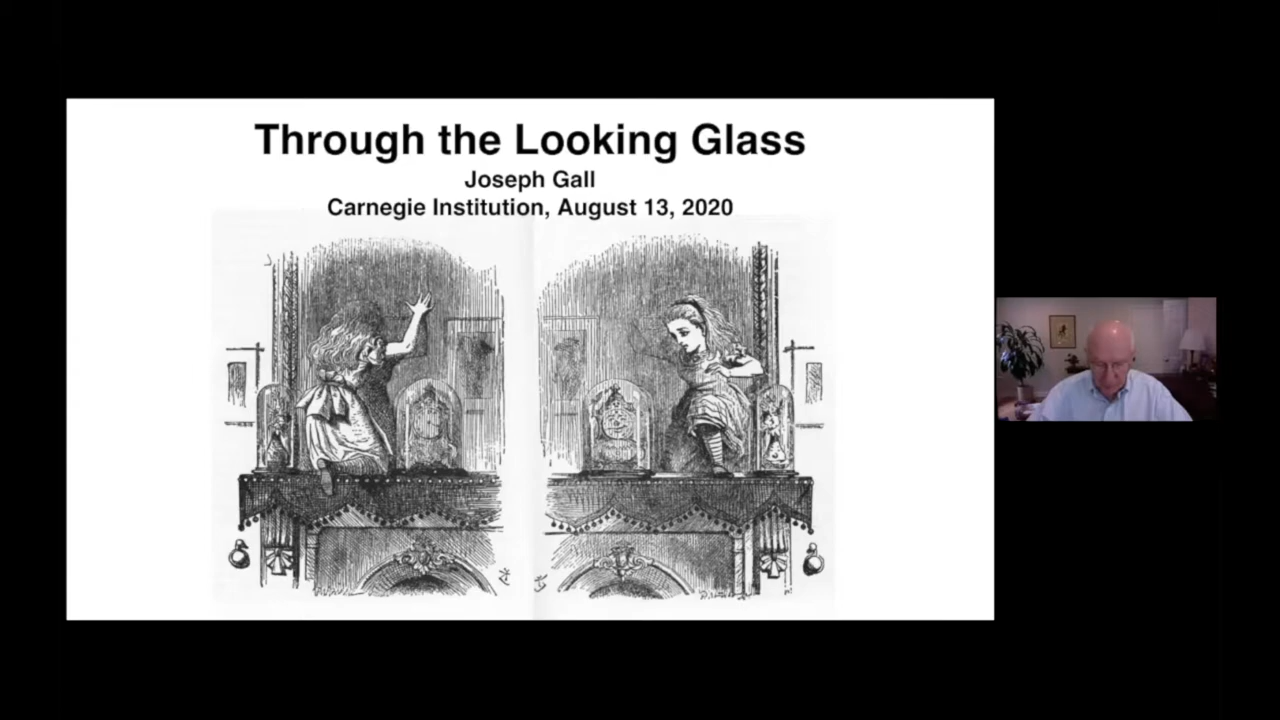 Through the Looking Glass
Joseph Gall
Carnegie Institution, August 13, 2020